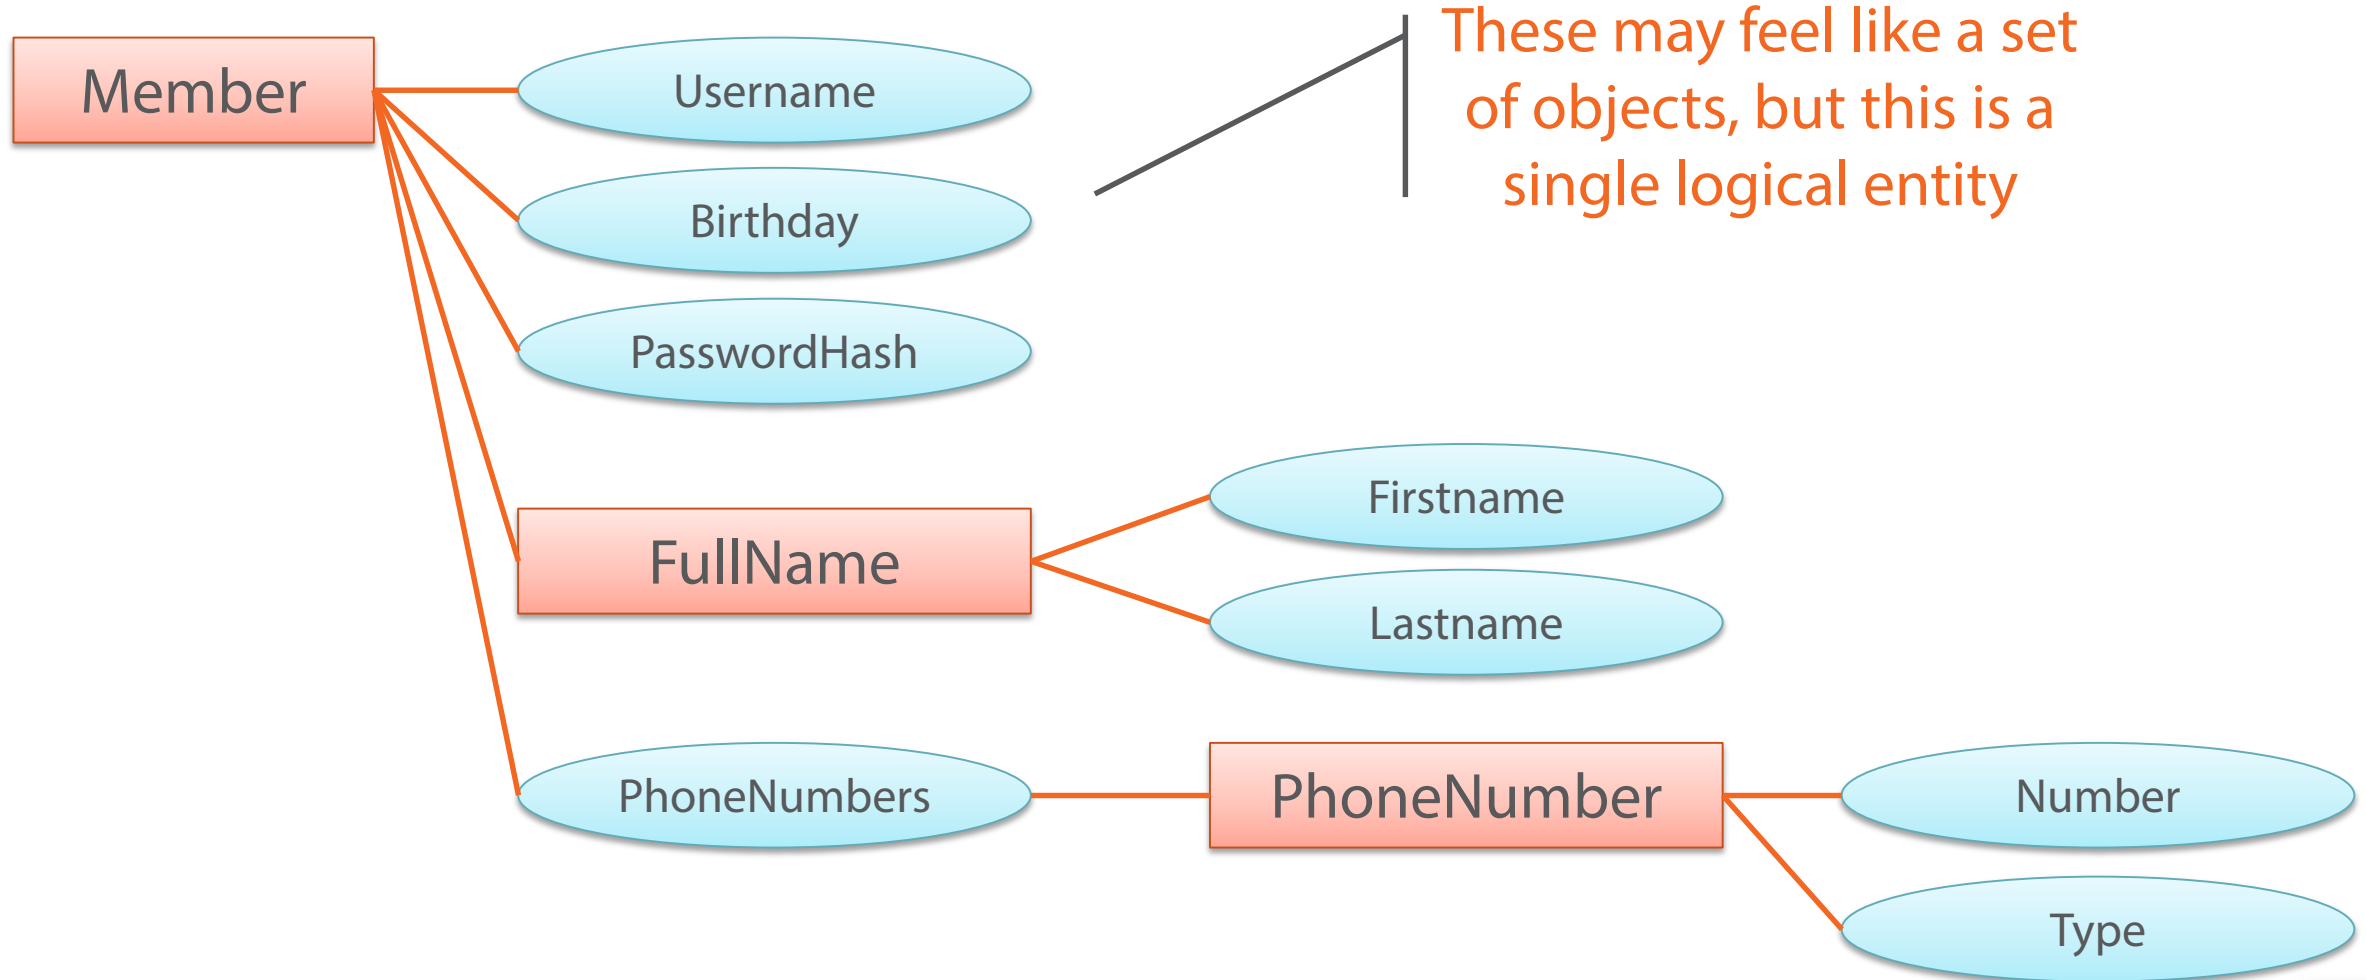 Member
Username
Birthday
PasswordHash
These may feel like a set
of objects, but this is a
single logical entity
FullName
Firstname
Lastname
PhoneNumbers
PhoneNumber
Number
Type